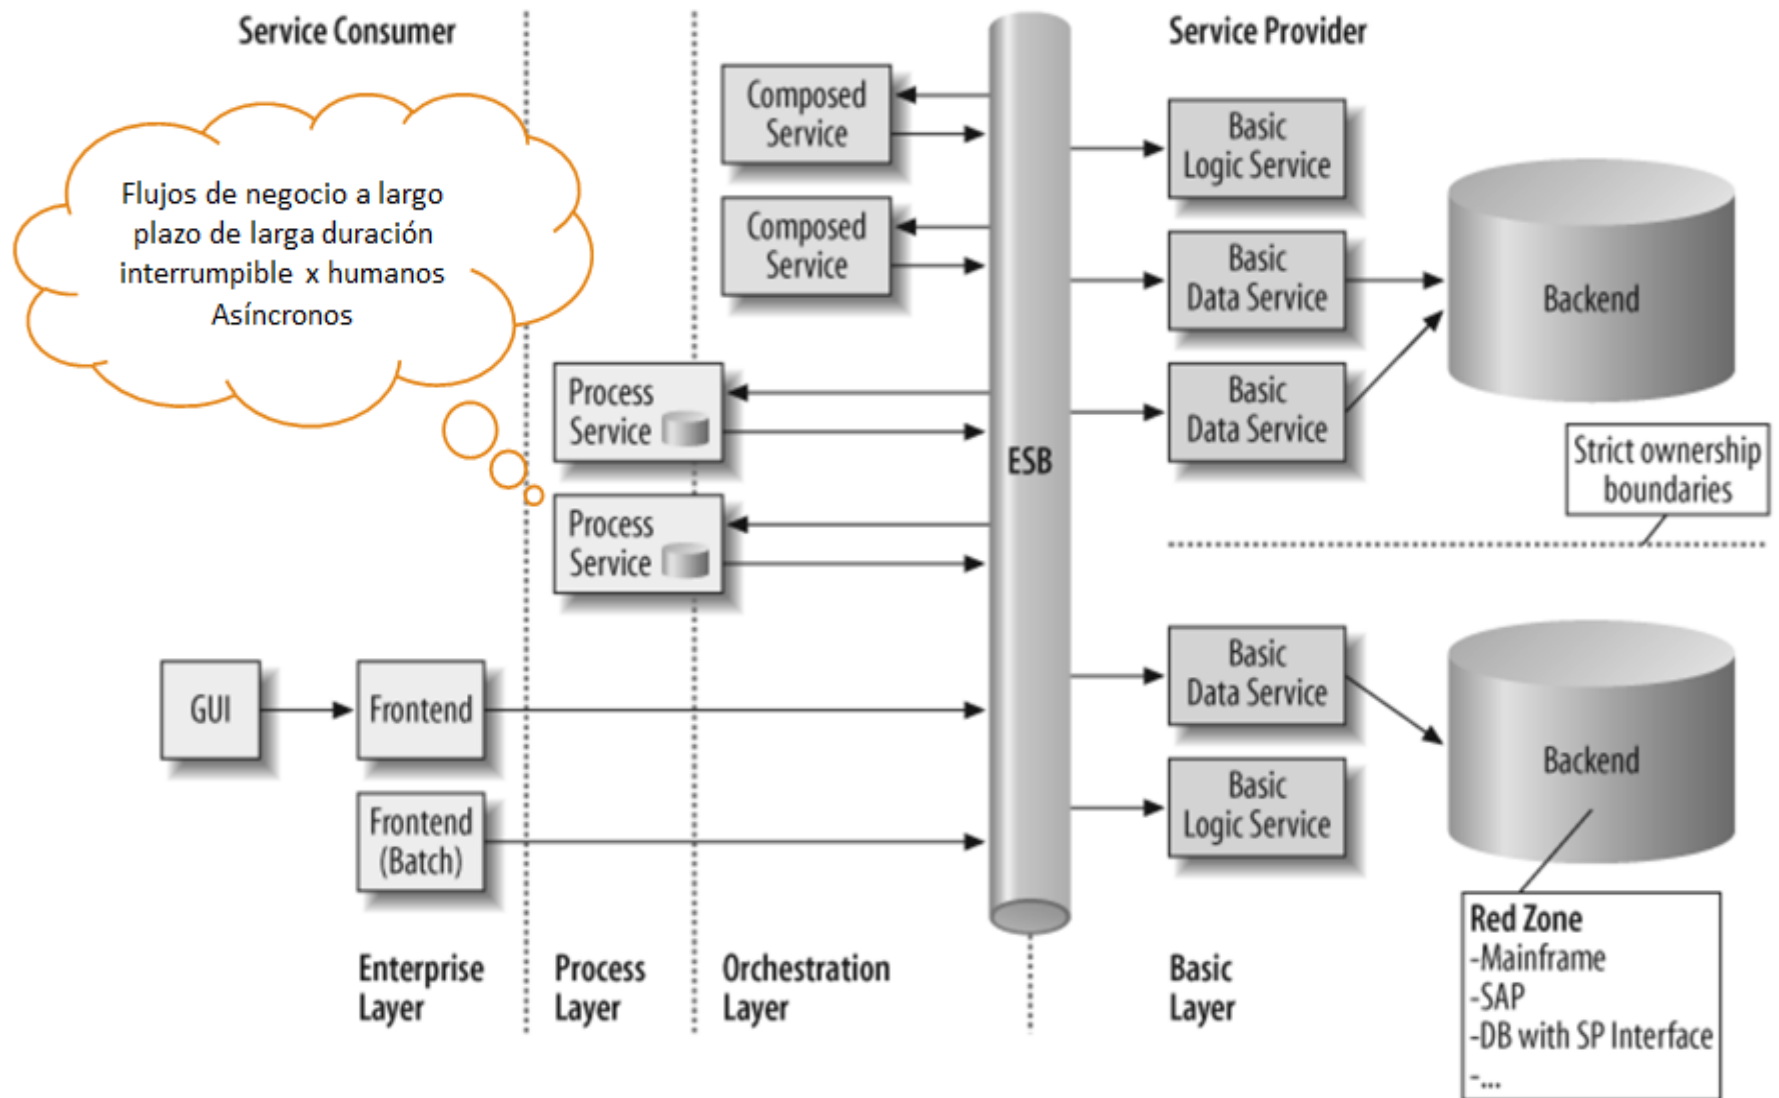 Service Consumer
Service Provider
Flujos de negocio a largo
plazo de larga duración
interrumpible x humanos
Asíncronos
Composed
Service
Composed
Service
Process
Service
Process
Service
GUI
Frontend
Frontend
(Batch)
ESB
Basic
Logic Service
Basic
Data Service
Basic
Data Service
Backend
Strict ownership
boundaries
Basic
Data Service
Basic
Logic Service
Backend
Red Zone
-Mainframe
-SAP
-DB with SP Interface
-...
Enterprise
Layer
Process
Layer
Orchestration
Layer
Basic
Layer